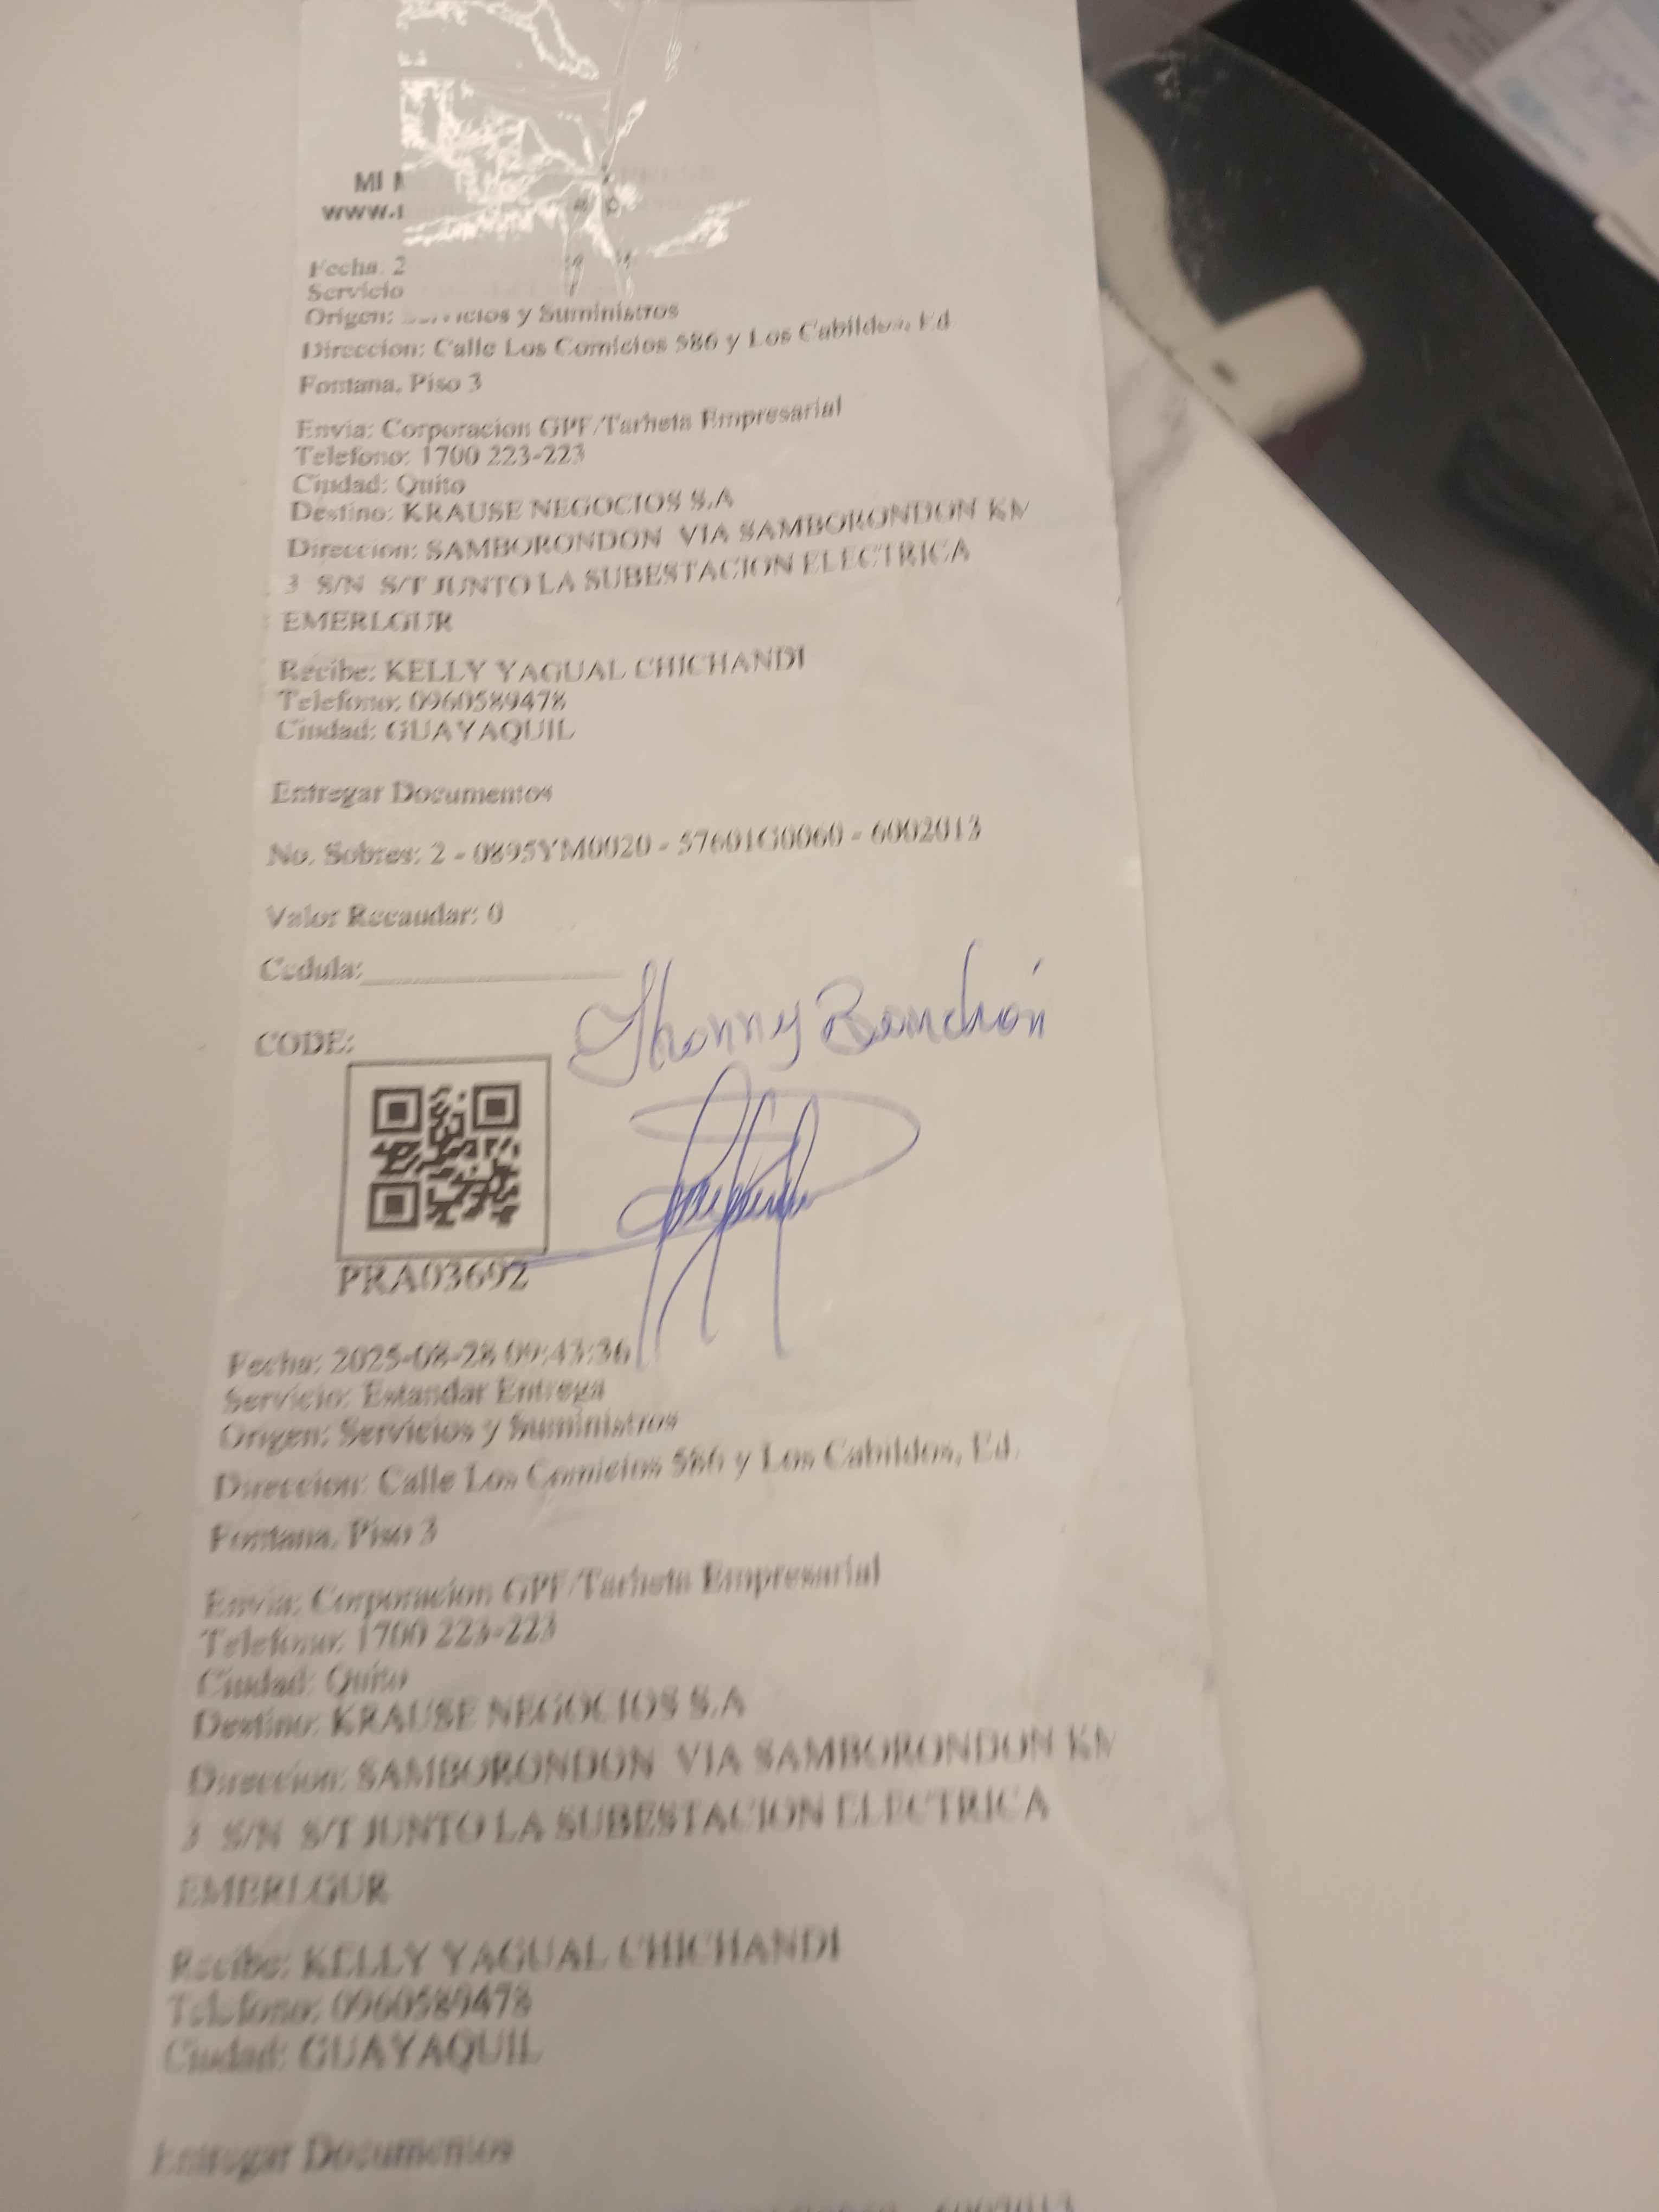 MI
www.
Fecha. 2
Servicio
Origen: Servicios y Suministros
Direccion: Calle Los Comicios 586 y Los Cabildos, Ed
Fontana, Piso 3
Envia: Corporacion GPF/Tarheta Empresarial
Telefono: 1700 223-223
Ciudad: Quito
Destino: KRAUSE NEGOCIOS S.A
Direccion: SAMBORONDON VIA SAMBORONDON KM
3 S/N S/T JUNTO LA SUBESTACION ELECTRICA
EMERLGUR
Recibe: KELLY YAGUAL CHICHANDI
Telefono: 0960589478
Ciudad: GUAYAQUIL
Entregar Documentos
No. Sobres: 2 - 0895YM0020 - 57601G0060 - 6002013
Valor Recaudar: 0
Cedula:
Jhonny
CODE:
PRA03692
Fecha: 2025-08-28 09:43:36
Servicio: Estandar Entrega
Origen: Servicios y Suministros
Direccion: Calle Los Comicios 586 y Los Cabildos, Ed.
Fontana, Piso 3
Envia: Corporacion GPF/Tarheta Empresarial
Telefono: 1700 223-223
Ciudad: Quito
Destino: KRAUSE NEGOCIOS S.A
Direccion: SAMBORONDON VIA SAMBORONDON KM
3 S/N S/T JUNTO LA SUBESTACION ELECTRICA
EMERLGUR
Recibe: KELLY YAGUAL CHICHANDI
Telefono: 0960589478
Ciudad: GUAYAQUIL
Entregar Documentos